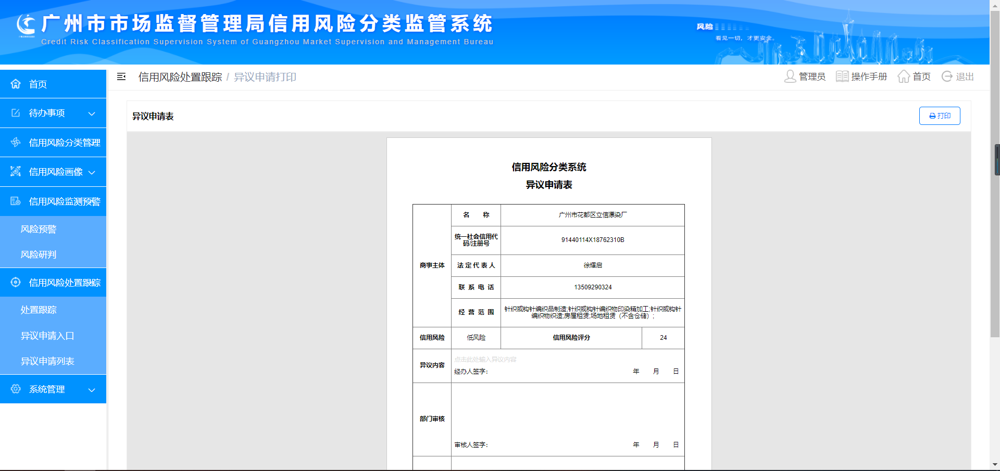 广州市市场监督管理局信用风险分类监管系统
Credit Risk Classification Supervision System of Guangzhou Market Supervision and Management Bureau
风险
看见一切，才更安全。
首页
待办事项
信用风险分类管理
信用风险画像
信用风险监测预警
风险预警
风险研判
信用风险处置跟踪
处置跟踪
异议申请入口
异议申请列表
系统管理
信用风险处置跟踪 / 异议申请打印
管理员 操作手册 首页 退出
异议申请表
打印
信用风险分类系统
异议申请表
商事主体
名 称 广州市花都区立信漂染厂
统一社会信用代
码/注册号
91440114X18762310B
法定代表人 徐耀启
联系电话 13509290324
经营范围
针织或钩针编织品制造;针织或钩针编织物印染精加工;针织或钩针
编织物织造;房屋租赁;场地租赁（不含仓储）;
信用风险 低风险 信用风险评分 24
异议内容
点击此处输入异议内容
经办人签字: 年 月 日
部门审核
审核人签字: 年 月 日